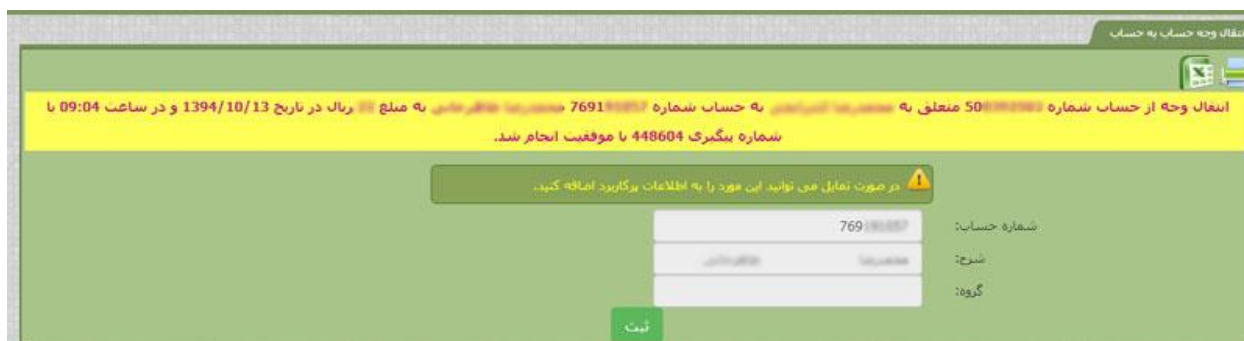 انتقال وجه حساب به حساب
انتقال وجه از حساب شماره 50 متعلق به به حساب شماره 7691 به مبلغ ریال در تاریخ 1394/10/13 و در ساعت 09:04 با
شماره پیگیری 448604 با موفقیت انجام شد.
در صورت تمایل می توانید این مورد را به اطلاعات پرکاربرد اضافه کنید.
شماره حساب: 769
شرح:
گروه:
ثبت